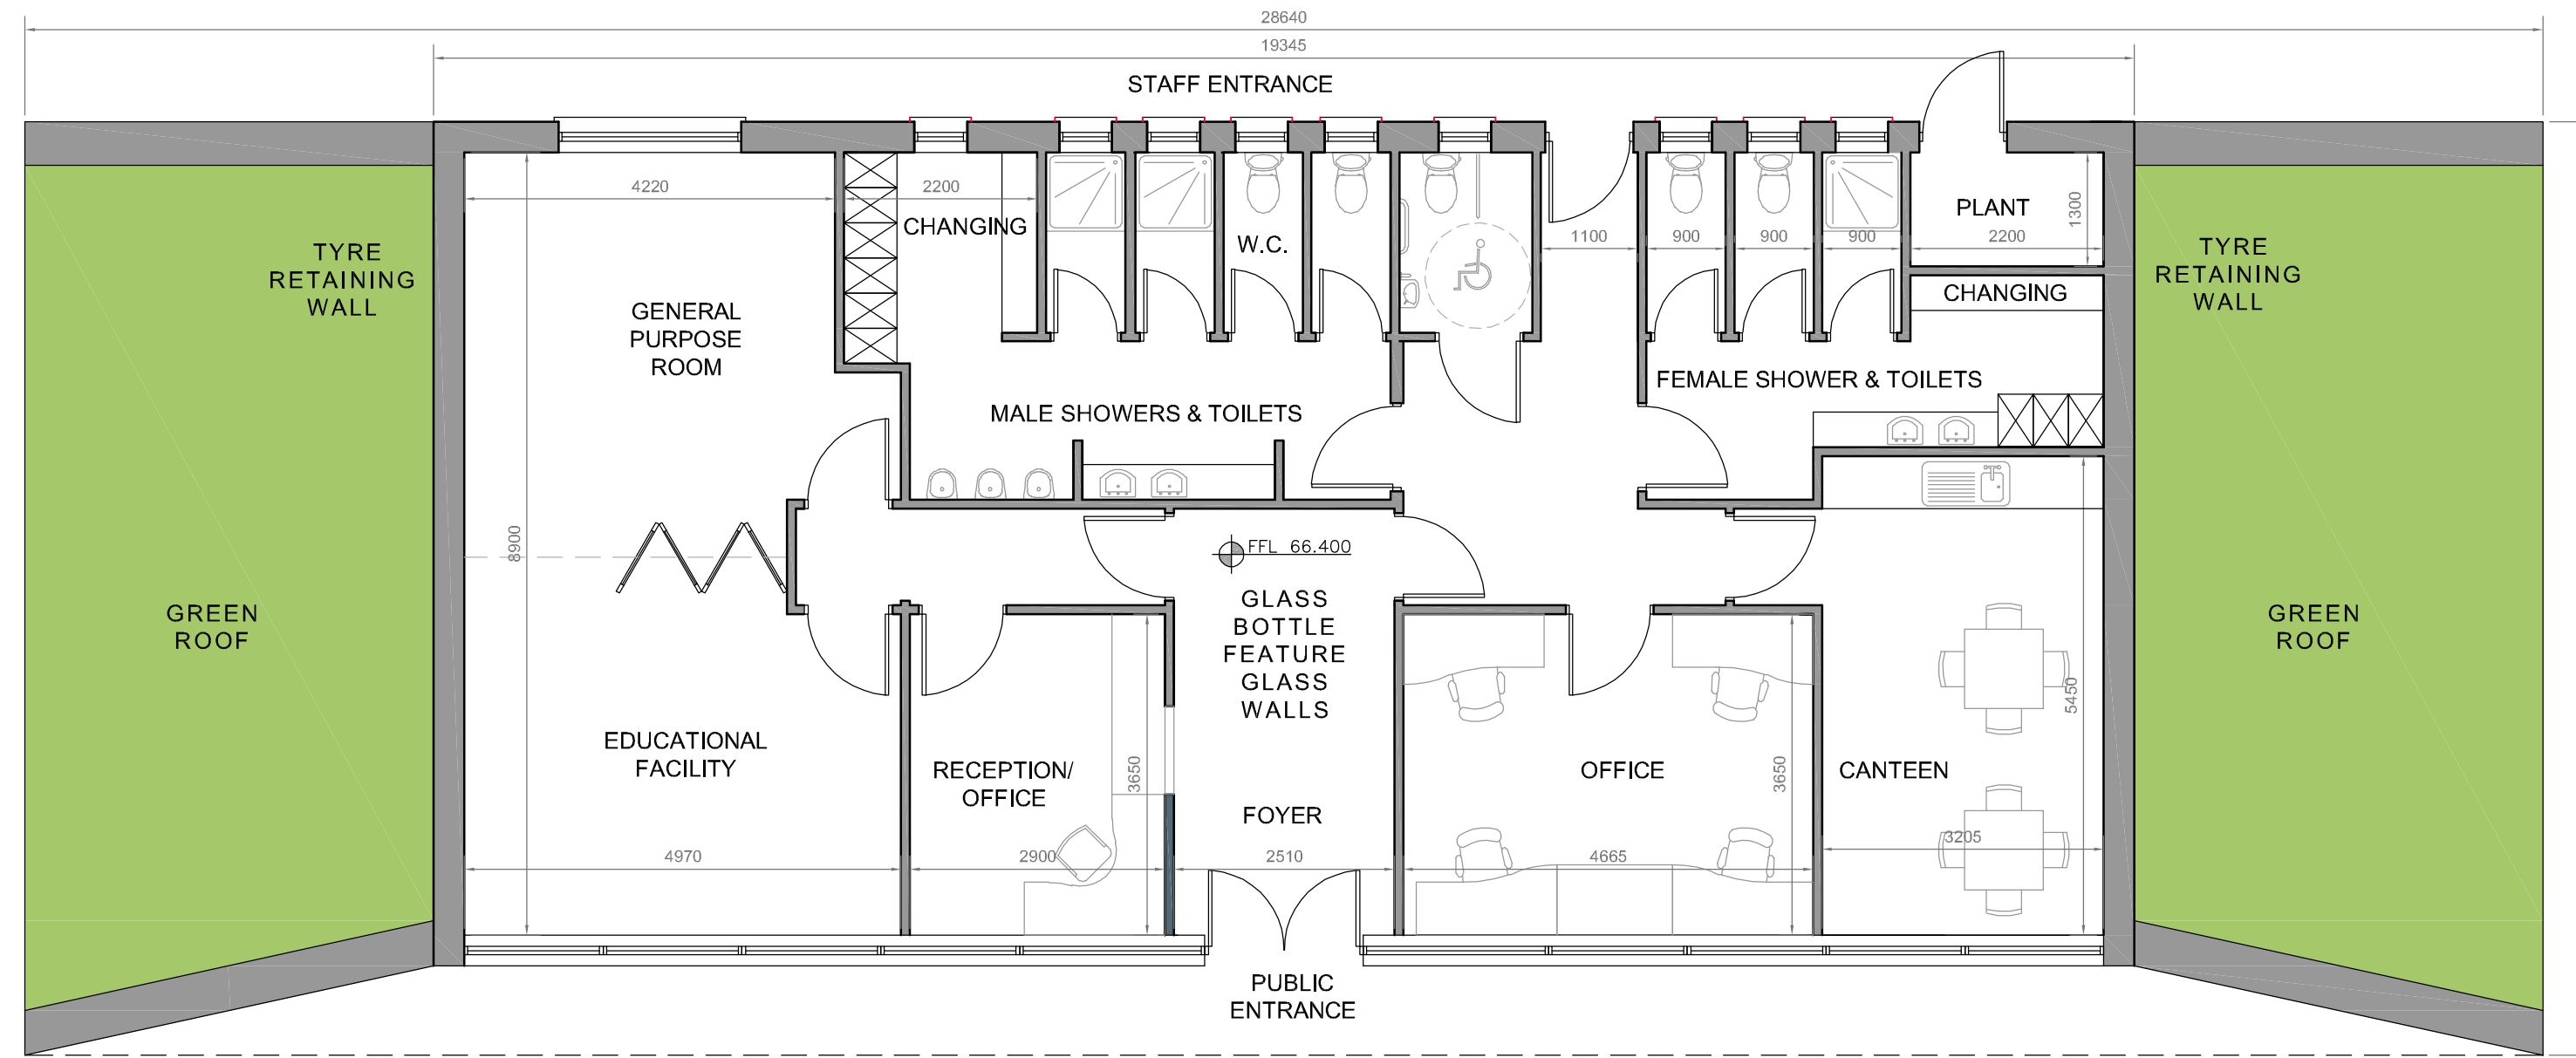 28640
19345
STAFF ENTRANCE
4220
2200
CHANGING
W.C.
1100
900
900
900
PLANT
2200
1300
TYRE
RETAINING
WALL
TYRE
RETAINING
WALL
CHANGING
GENERAL
PURPOSE
ROOM
FEMALE SHOWER & TOILETS
MALE SHOWERS & TOILETS
8900
FFL 66.400
GLASS
BOTTLE
FEATURE
GLASS
WALLS
GREEN
ROOF
GREEN
ROOF
5450
EDUCATIONAL
FACILITY
RECEPTION/
OFFICE
3650
OFFICE
3650
CANTEEN
FOYER
3205
4970
2900
2510
4665
PUBLIC
ENTRANCE